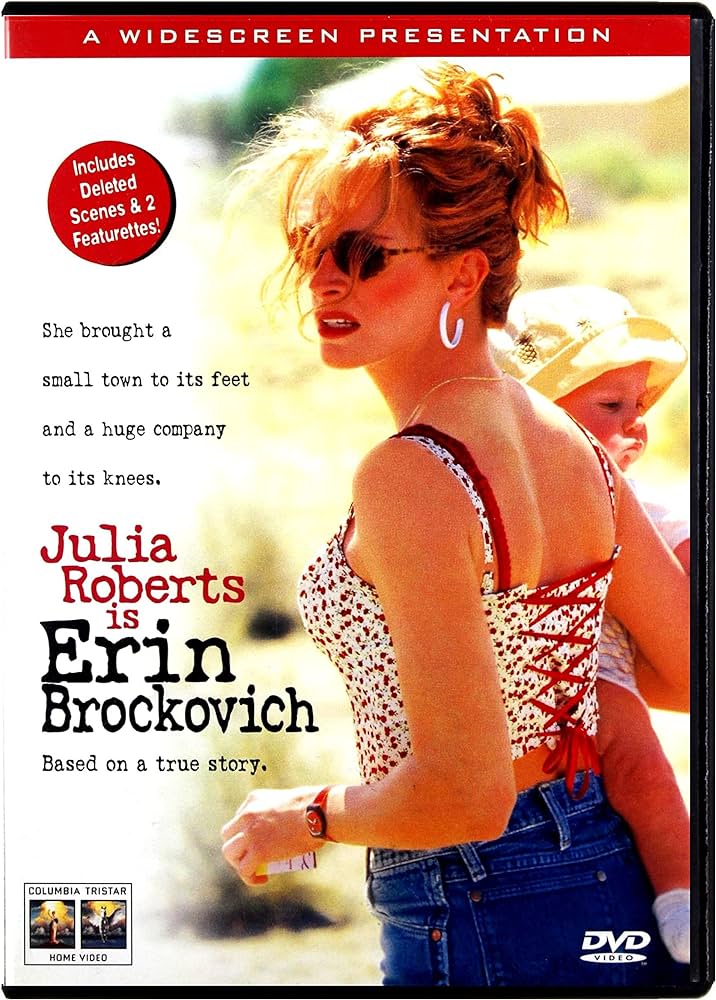 A WIDESCREEN PRESENTATION
Includes
Deleted
Scenes & 2
Featurettes!
She brought a
small town to its feet
and a huge company
to its knees.
Julia
Roberts
is
Erin
Brockovich
Based on a true story.
COLUMBIA TRISTAR
HOME VIDEO
DVD
VIDEO